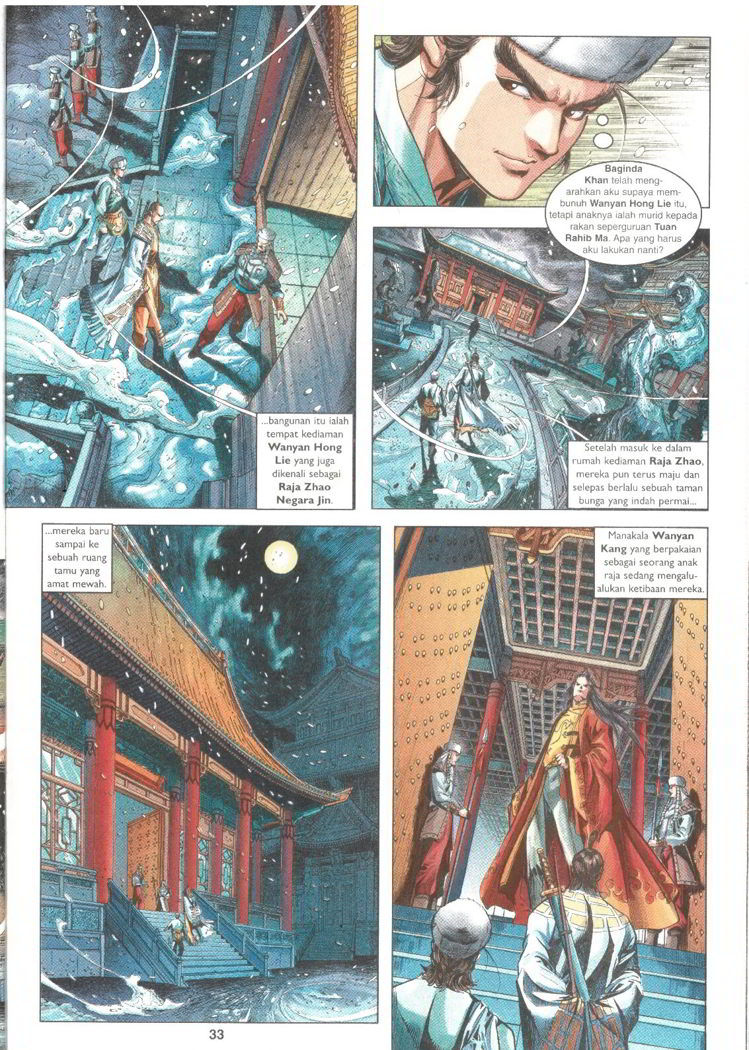 ...bangunan itu ialah
tempat kediaman
Wanyan Hong
Lie yang juga
dikenali sebagai
Raja Zhao
Negara Jin.
Baginda
Khan telah meng-
arahkan aku supaya mem-
bunuh Wanyan Hong Lie itu,
tetapi anaknya ialah murid kepada
rakan seperguruan Tuan
Rahib Ma. Apa yang harus
aku lakukan nanti?
Setelah masuk ke dalam
rumah kediaman Raja Zhao,
mereka pun terus maju dan
selepas berlalu sebuah taman
bunga yang indah permai...
...mereka baru
sampai ke
sebuah ruang
tamu yang
amat mewah.
Manakala Wanyan
Kang yang berpakaian
sebagai seorang anak
raja sedang mengalu-
alukan ketibaan mereka.
33